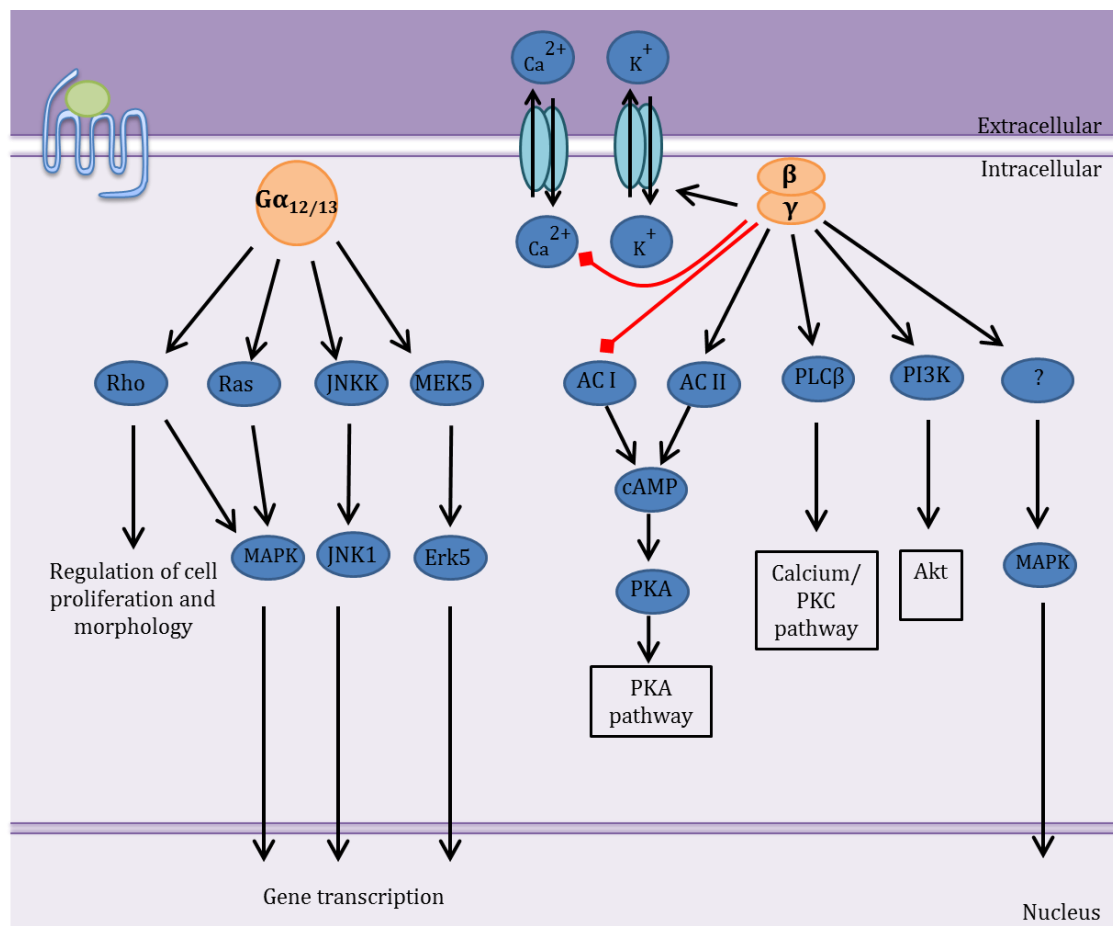 Ca2+
K+
Extracellular
Intracellular
Gα12/13
β
γ
Ca2+
K+
Rho
Ras
JNKK
MEK5
AC I
AC II
PLCβ
PI3K
?
cAMP
MAPK
JNK1
Erk5
Regulation of cell
proliferation and
morphology
PKA
Calcium/
PKC
pathway
Akt
MAPK
PKA
pathway
Gene transcription
Nucleus